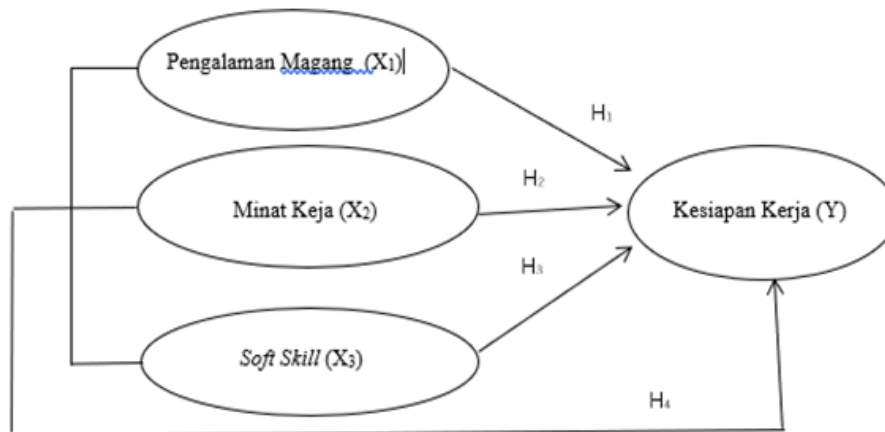 Pengalaman Magang (X₁)
H₁
H₂
Minat Keja (X₂)
Kesiapan Kerja (Y)
H₃
Soft Skill (X₃)
H₄